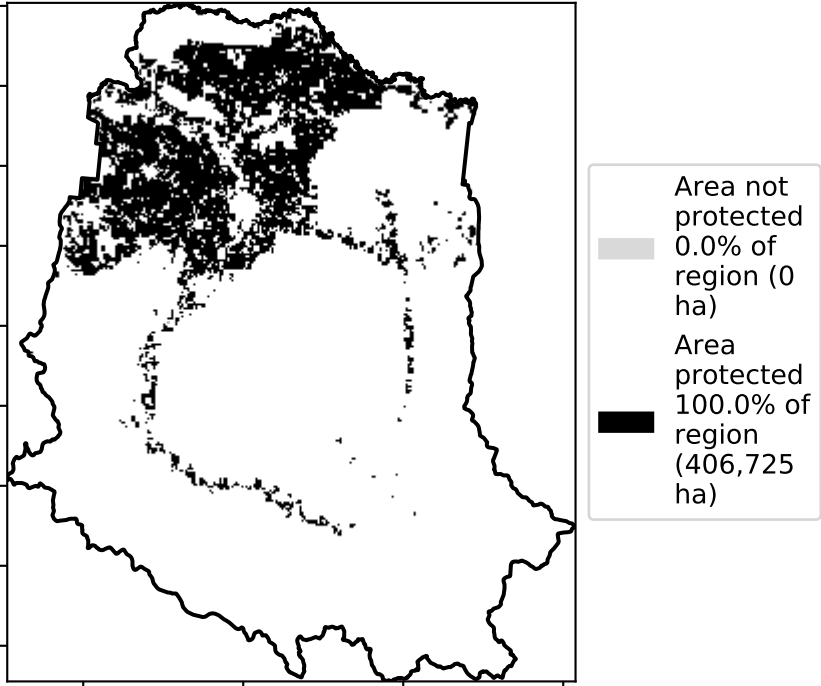 Area not
protected
0.0% of
region (0
ha)
Area
protected
100.0% of
region
(406,725
ha)